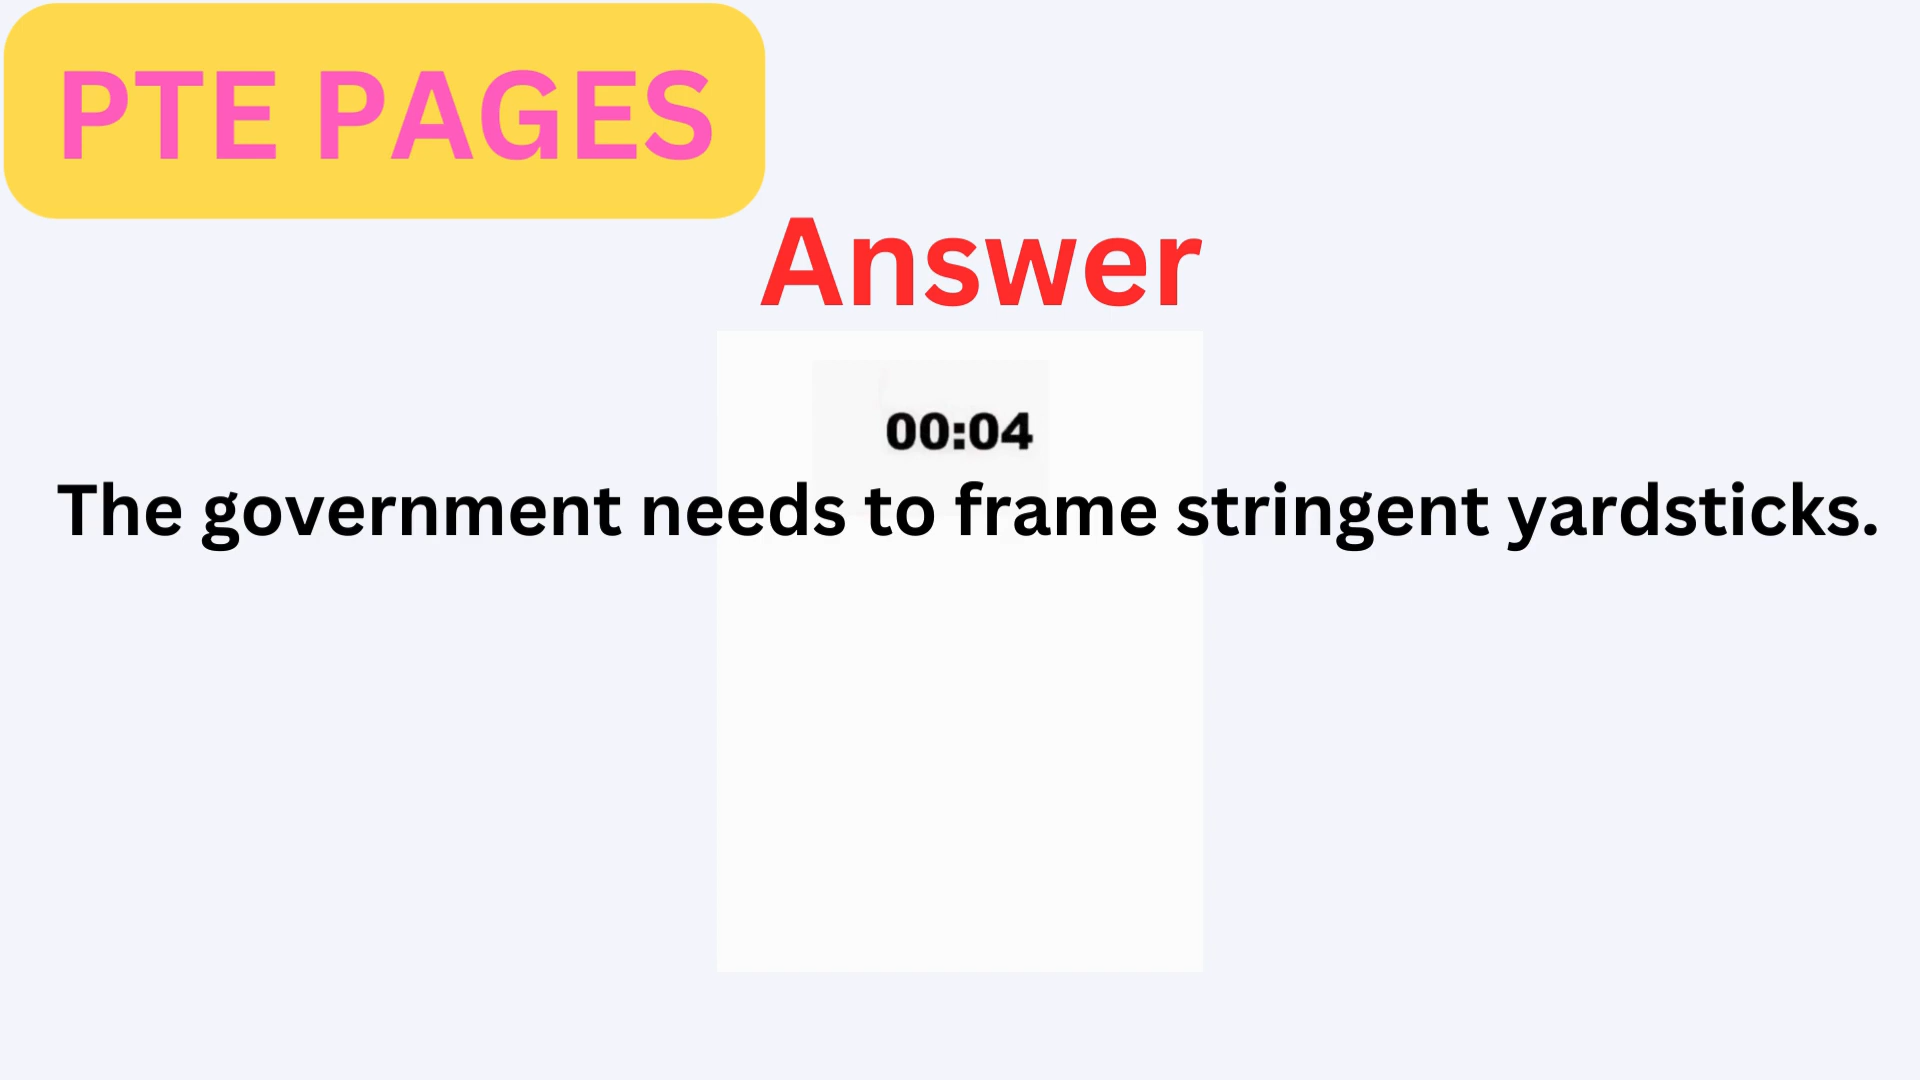 PTE PAGES
Answer
00:04
The government needs to frame stringent yardsticks.